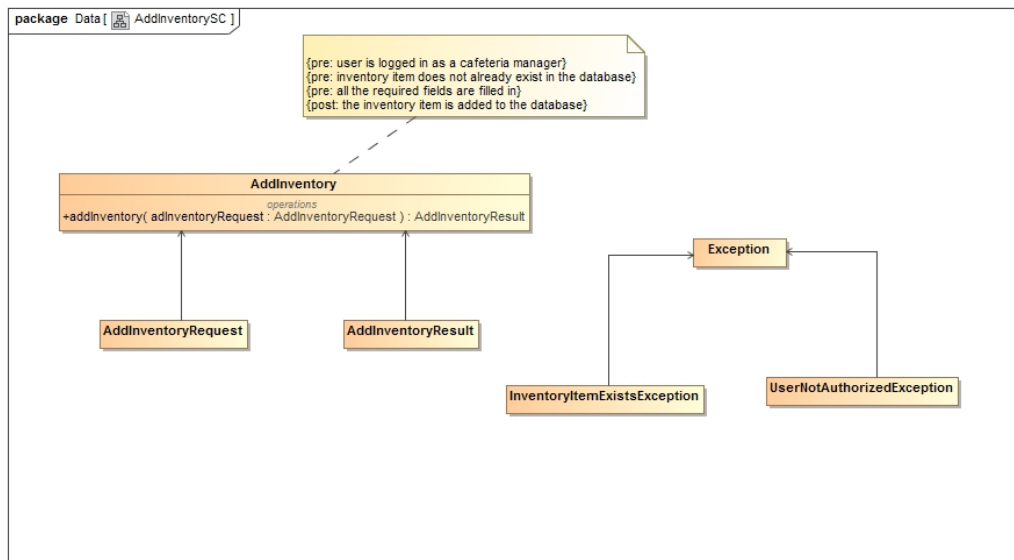 package Data [ AddInventorySC ]
{pre: user is logged in as a cafeteria manager}
{pre: inventory item does not already exist in the database}
{pre: all the required fields are filled in}
{post: the inventory item is added to the database}
AddInventory
operations
+addInventory( adInventoryRequest : AddInventoryRequest ) : AddInventoryResult
Exception
AddInventoryRequest
AddInventoryResult
InventoryItemExistsException
UserNotAuthorizedException